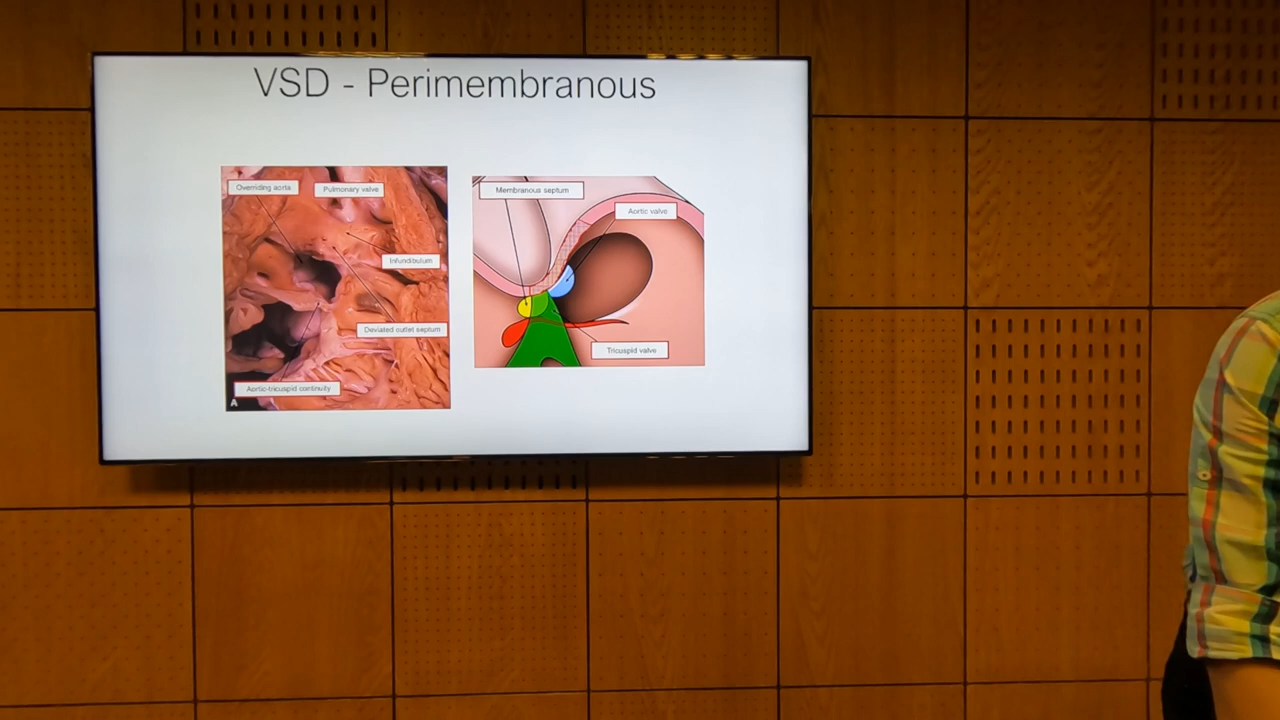 VSD - Perimembranous
Overriding aorta
Pulmonary valve
Infundibulum
Deviated outlet septum
Aortic-tricuspid continuity
A
Membranous septum
Aortic valve
Tricuspid valve